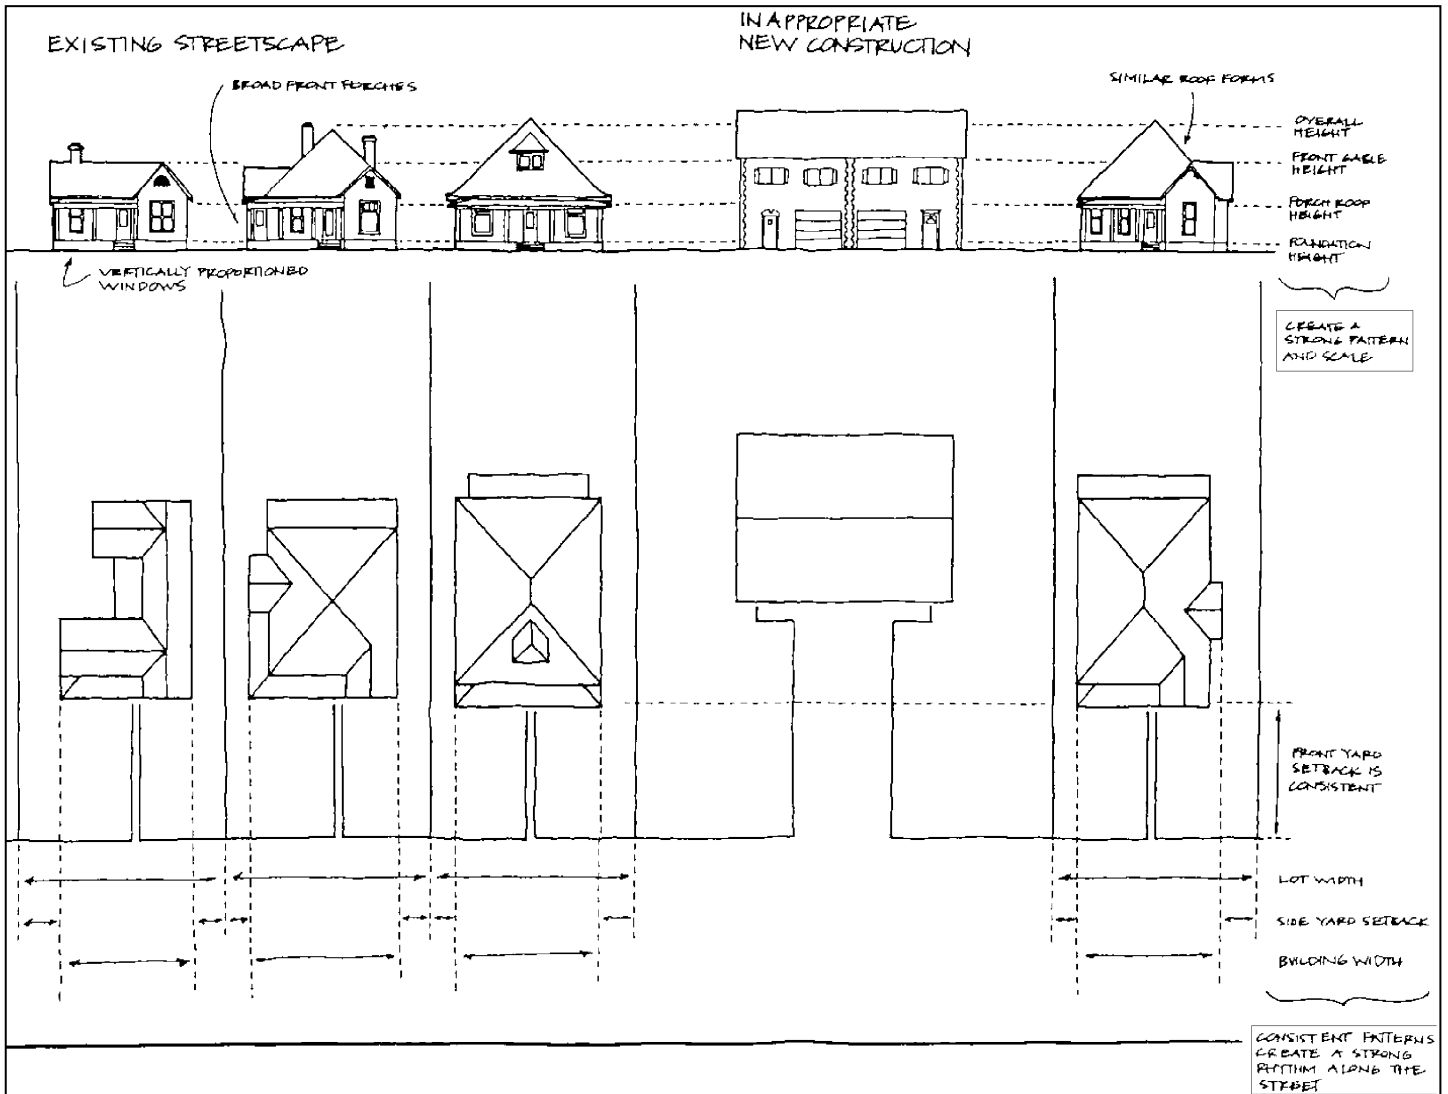 EXISTING STREETSCAPE
INAPPROPRIATE
NEW CONSTRUCTION
BROAD FRONT PORCHES
SIMILAR ROOF FORMS
OVERALL
HEIGHT
FRONT GABLE
HEIGHT
PORCH ROOF
HEIGHT
FOUNDATION
HEIGHT
VERTICALLY PROPORTIONED
WINDOWS
CREATE A
STRONG PATTERN
AND SCALE
FRONT YARD
SETBACK IS
CONSISTENT
LOT WIDTH
SIDE YARD SETBACK
BUILDING WIDTH
CONSISTENT PATTERNS
CREATE A STRONG
RHYTHM ALONG THE
STREET